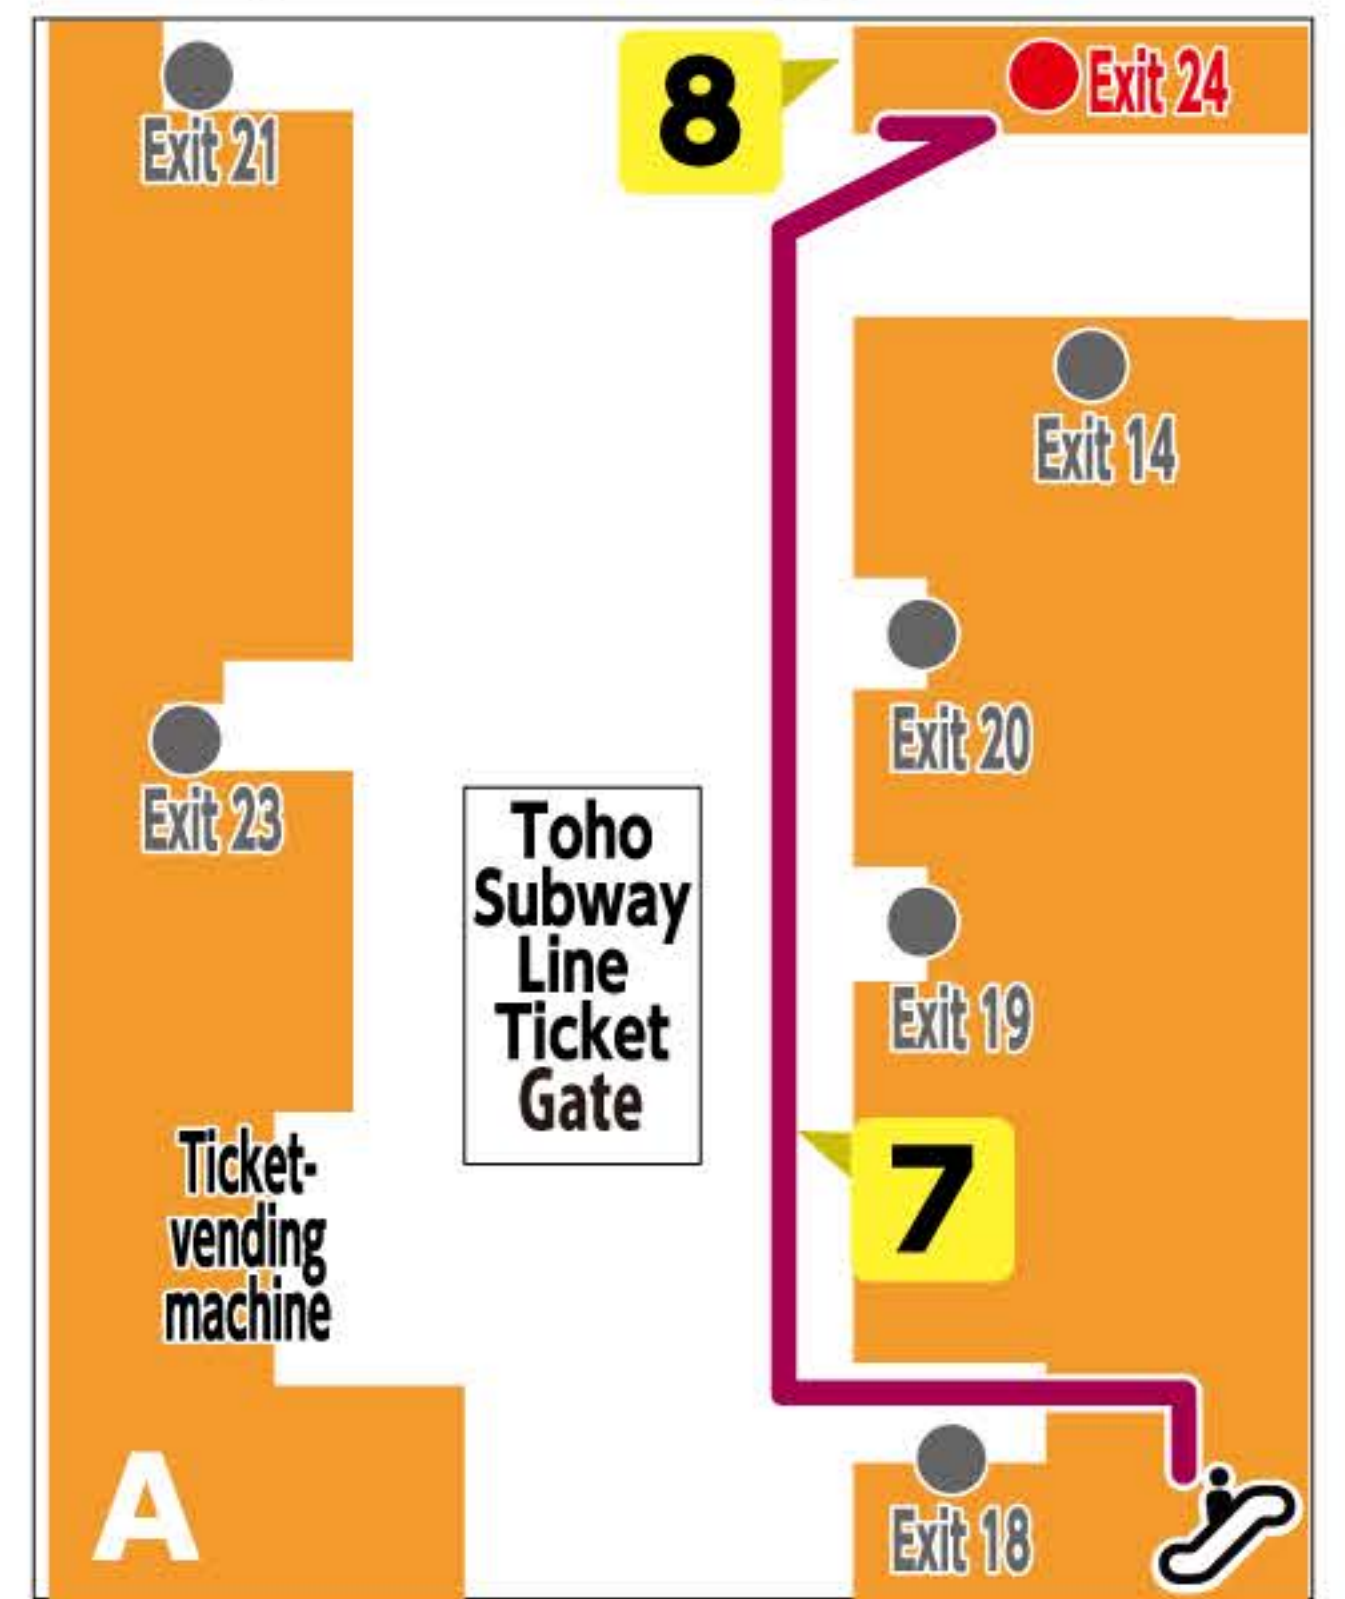 8
Exit 24
Exit 21
Exit 14
Exit 20
Exit 23
Toho
Subway
Line
Ticket
Gate
Exit 19
7
Ticket-
vending
machine
A
Exit 18